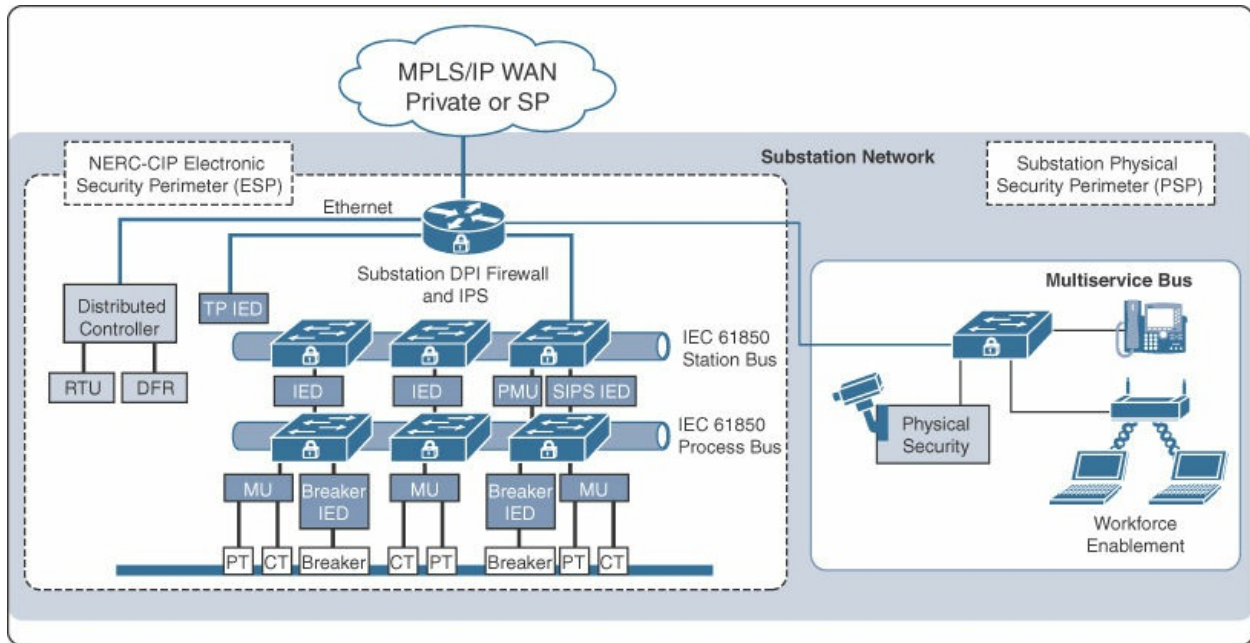 MPLS/IP WAN
Private or SP
NERC-CIP Electronic
Security Perimeter (ESP)
Substation Network
Substation Physical
Security Perimeter (PSP)
Ethernet
Substation DPI Firewall
and IPS
Multiservice Bus
Distributed
Controller
TP IED
RTU
DFR
IEC 61850
Station Bus
IED
IED
PMU
SIPS IED
IEC 61850
Process Bus
Physical
Security
MU
Breaker
IED
MU
Breaker
IED
MU
Workforce
Enablement
PT
CT
Breaker
CT
PT
Breaker
PT
CT